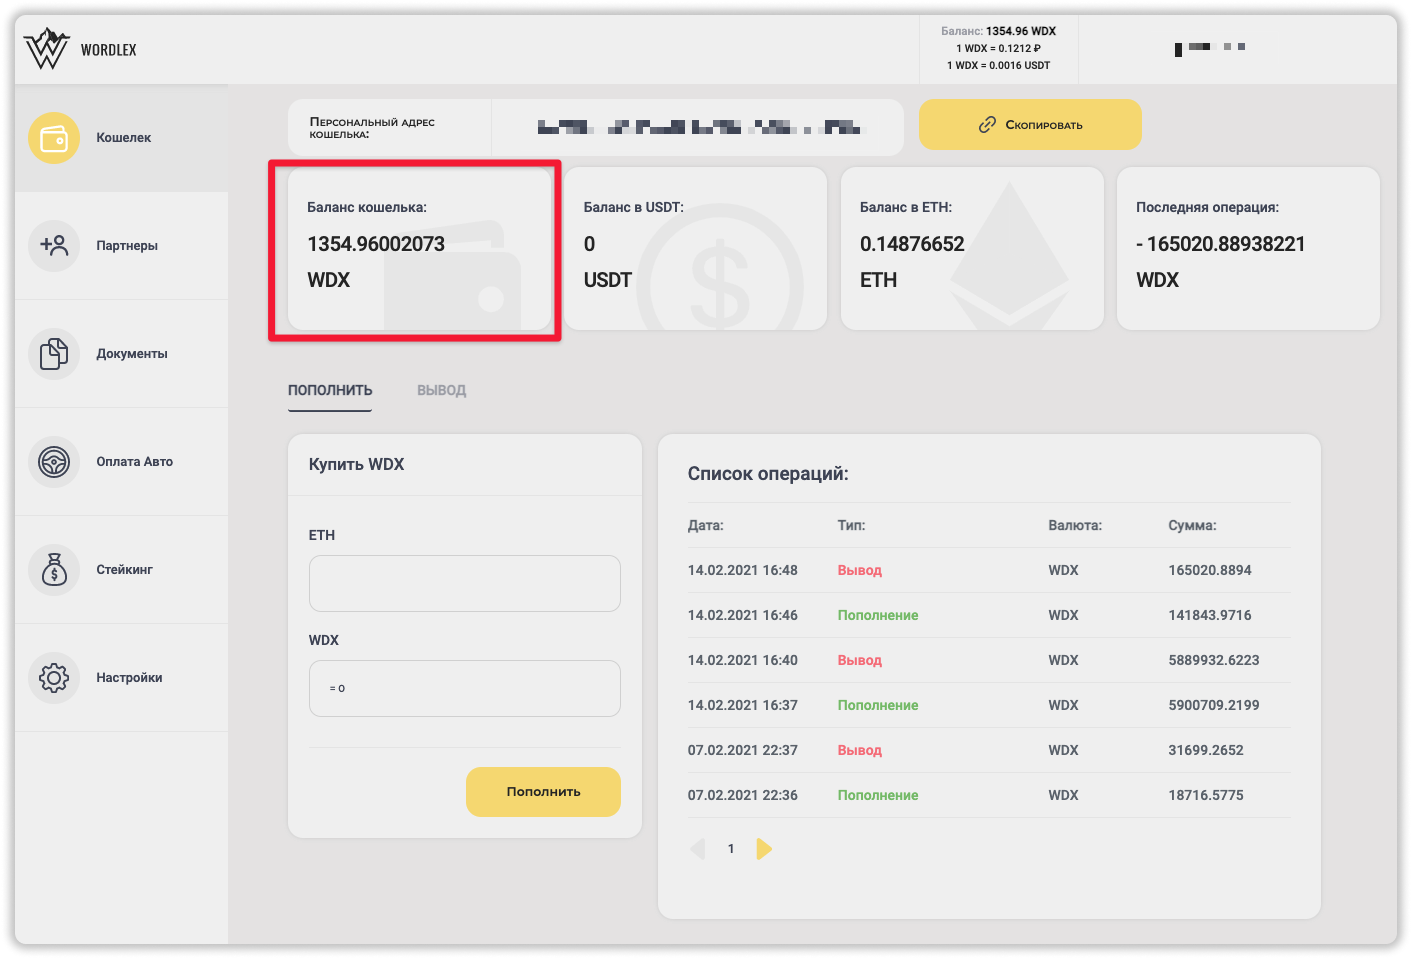 WORDLEX
Баланс: 1354.96 WDX
1 WDX = 0.1212 ₽
1 WDX = 0.0016 USDT
Кошелек
Партнеры
Документы
Оплата Авто
Стейкинг
Настройки
Персональный адрес
кошелька:
Скопировать
Баланс кошелька:
1354.96002073
WDX
Баланс в USDT:
0
USDT
Баланс в ETH:
0.14876652
ETH
Последняя операция:
- 165020.88938221
WDX
ПОПОЛНИТЬ ВЫВОД
Купить WDX
ETH
WDX
= 0
Пополнить
Список операций:
Дата: Тип: Валюта: Сумма:
14.02.2021 16:48 Вывод WDX 165020.8894
14.02.2021 16:46 Пополнение WDX 141843.9716
14.02.2021 16:40 Вывод WDX 5889932.6223
14.02.2021 16:37 Пополнение WDX 5900709.2199
07.02.2021 22:37 Вывод WDX 31699.2652
07.02.2021 22:36 Пополнение WDX 18716.5775
1